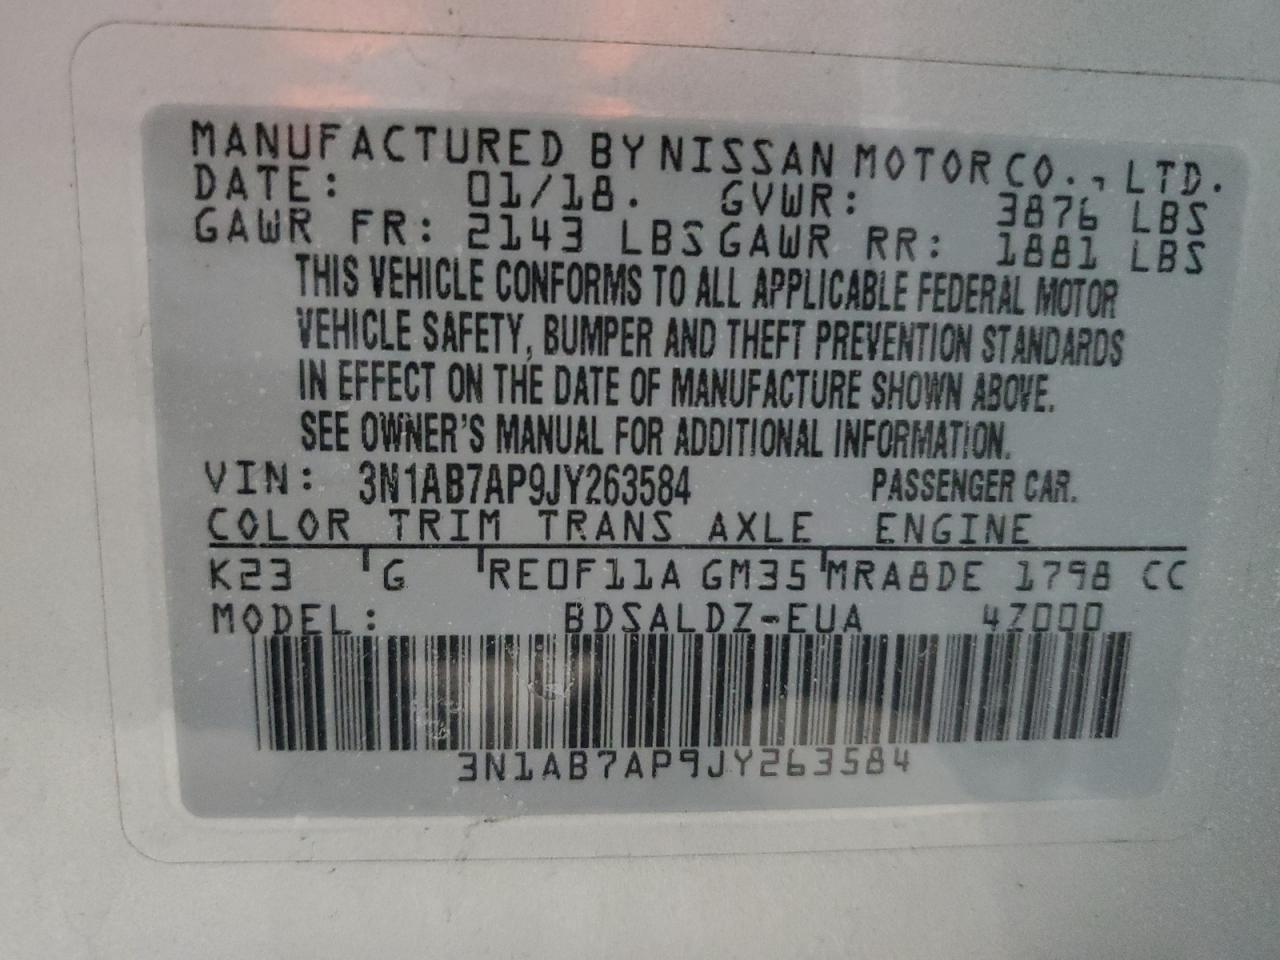 MANUFACTURED BY NISSAN MOTOR CO., LTD.
DATE: 01/18. GVWR: 3876 LBS
GAWR FR: 2143 LBS GAWR RR: 1881 LBS
THIS VEHICLE CONFORMS TO ALL APPLICABLE FEDERAL MOTOR
VEHICLE SAFETY, BUMPER AND THEFT PREVENTION STANDARDS
IN EFFECT ON THE DATE OF MANUFACTURE SHOWN ABOVE.
SEE OWNER'S MANUAL FOR ADDITIONAL INFORMATION.
VIN: 3N1AB7AP9JY263584 PASSENGER CAR.
COLOR TRIM TRANS AXLE ENGINE
K23 G RE0F11A GM35 MRA8DE 1798 CC
MODEL: BDSALDZ-EUA 4Z000
3N1AB7AP9JY263584